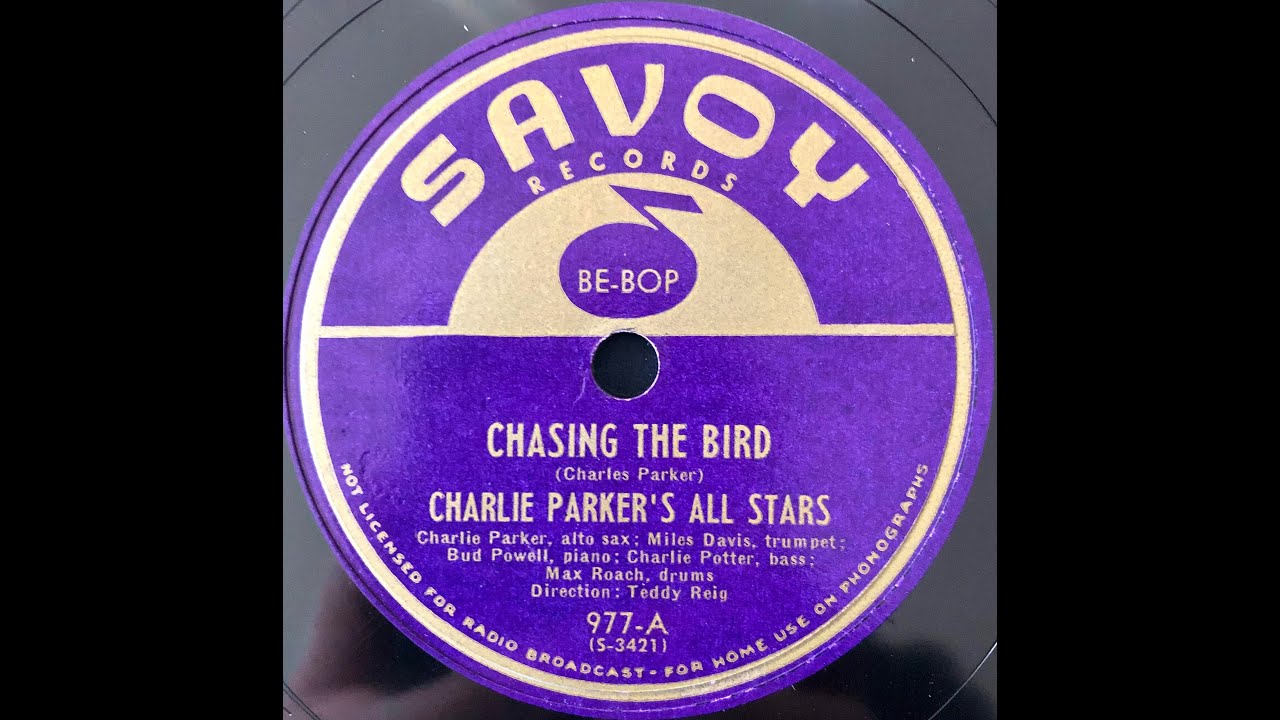 SAVOY
RECORDS
BE-BOP
CHASING THE BIRD
(Charles Parker)
CHARLIE PARKER'S ALL STARS
Charlie Parker, alto sax; Miles Davis, trumpet;
Bud Powell, piano; Charlie Potter, bass;
Max Roach, drums
Direction: Teddy Reig
977-A
(S-3421)
NOT LICENSED FOR RADIO BROADCAST - FOR HOME USE ON PHONOGRAPHS